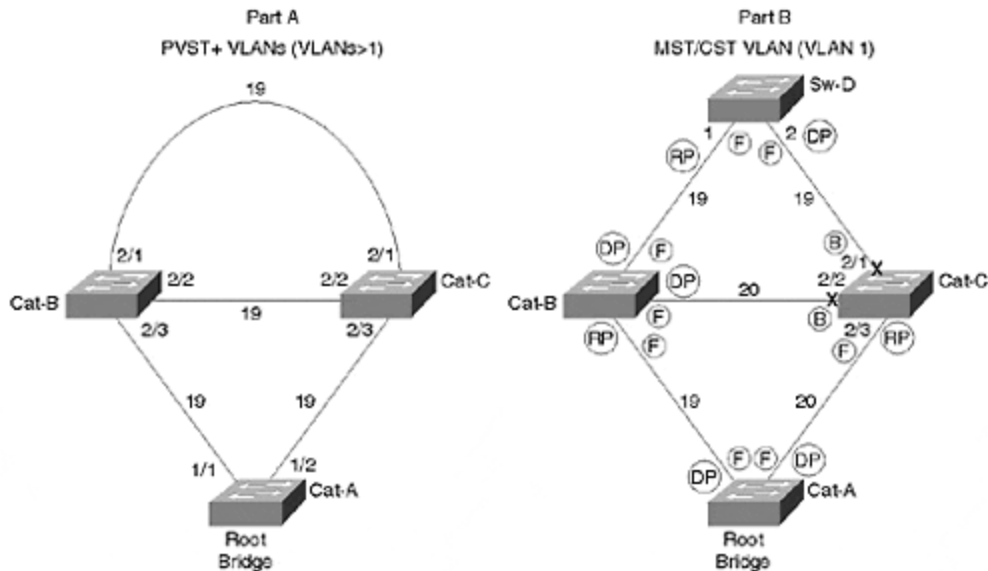 Part A
PVST+ VLANs (VLANs>1)
19
2/1
2/1
2/2
2/2
Cat-B
Cat-C
19
2/3
2/3
19
19
1/1
1/2
Cat-A
Root
Bridge
Part B
MST/CST VLAN (VLAN 1)
Sw-D
1
2
DP
F
F
RP
19
19
B
DP
F
2/1
X
DP
2/2
Cat-C
Cat-B
20
X
F
B
2/3
RP
F
F
RP
19
20
F
F
DP
DP
Cat-A
Root
Bridge